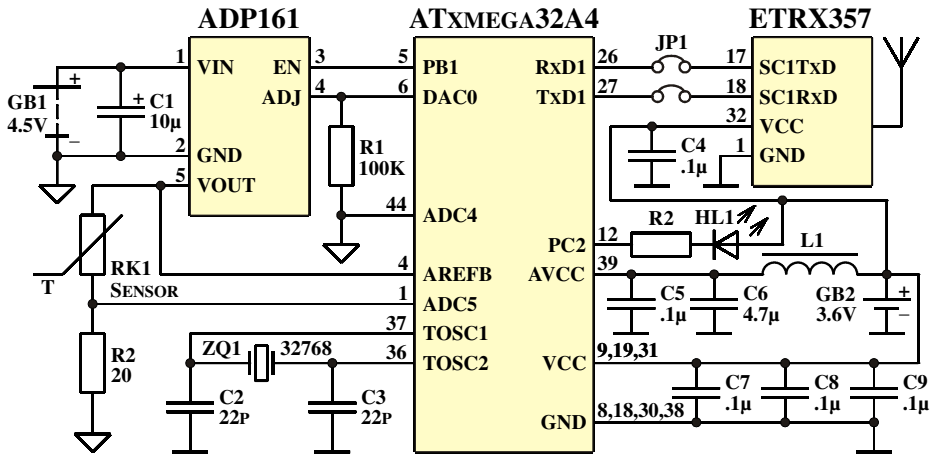 ADP161 ATXMEGA32A4 ETRX357
1 VIN EN 3 5 PB1 RXD1 26 JP1 17 SC1TXD
GB1 4.5V + − + C1 10µ
ADJ 4 6 DAC0 TXD1 27 18 SC1RXD
32 VCC
R1 100K
C4 .1µ
2 GND 1 GND
5 VOUT
44 ADC4
R2 HL1
PC2 12
L1
T RK1 SENSOR
4 AREFB AVCC 39
1 ADC5
C5 .1µ C6 4.7µ GB2 3.6V + −
37 TOSC1
ZQ1 32768
36 TOSC2 VCC 9,19,31
R2 20
C2 22P C3 22P
C7 .1µ C8 .1µ C9 .1µ
GND 8,18,30,38